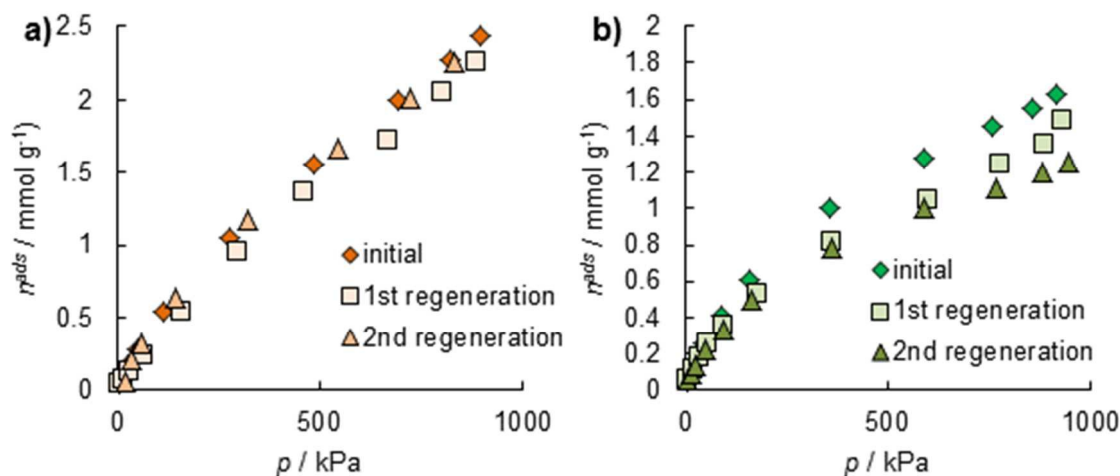 a)
2.5
2
1.5
1
0.5
0
n^ads / mmol g^-1
initial
1st regeneration
2nd regeneration
0
500
1000
p / kPa
b)
2
1.8
1.6
1.4
1.2
1
0.8
0.6
0.4
0.2
0
n^ads / mmol g^-1
initial
1st regeneration
2nd regeneration
0
500
1000
p / kPa